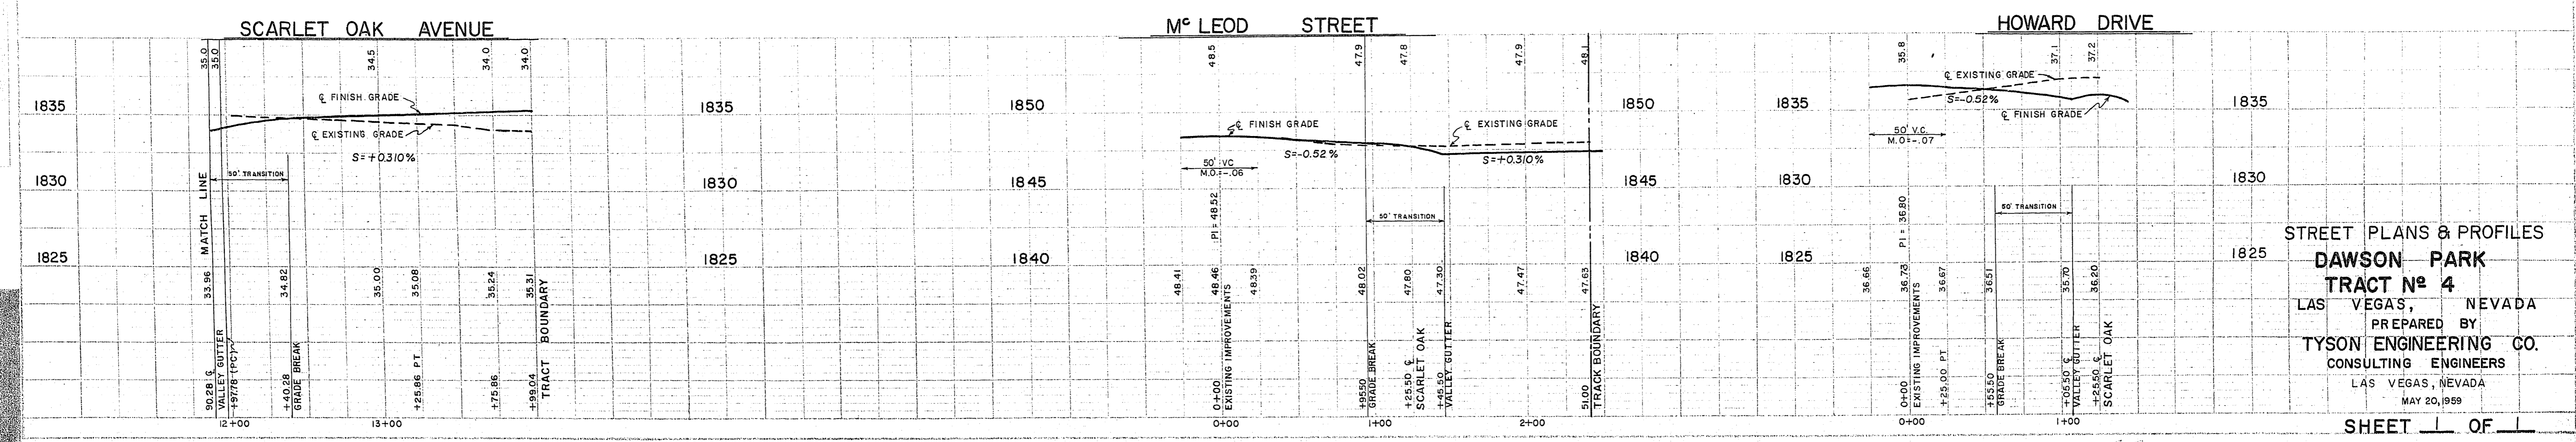 SCARLET OAK AVENUE
35.0
35.0
34.5
34.0
34.0
1835
1835
℄ FINISH GRADE
℄ EXISTING GRADE
S=+0.310%
50' TRANSITION
1830
1830
MATCH LINE
1825
1825
33.96
34.82
35.00
35.08
35.24
35.31
90.28 ℄
VALLEY GUTTER
+97.78 (PC)
+40.28
GRADE BREAK
+25.86 PT
+75.86
+99.04
TRACT BOUNDARY
12+00
13+00
Mc LEOD STREET
48.5
47.9
47.8
47.9
48.1
1850
1850
℄ FINISH GRADE
℄ EXISTING GRADE
S=-0.52%
S=+0.310%
50' VC
M.O.=-.06
1845
1845
PI = 48.52
50' TRANSITION
1840
1840
48.41
48.46
48.39
48.02
47.80
47.30
47.47
47.63
0+00
EXISTING IMPROVEMENTS
+95.50
GRADE BREAK
+25.50 ℄
SCARLET OAK
+45.50
VALLEY GUTTER
51.00
TRACK BOUNDARY
0+00
1+00
2+00
HOWARD DRIVE
35.8
37.1
37.2
1835
1835
℄ EXISTING GRADE
S=-0.52%
℄ FINISH GRADE
50' V.C.
M.O=-.07
1830
1830
PI = 36.80
50' TRANSITION
1825
1825
36.66
36.73
36.67
36.51
35.70
36.20
0+00
EXISTING IMPROVEMENTS
+25.00 PT
+55.50
GRADE BREAK
+05.50 ℄
VALLEY GUTTER
+25.50 ℄
SCARLET OAK
0+00
1+00
STREET PLANS & PROFILES
DAWSON PARK
TRACT Nº 4
LAS VEGAS, NEVADA
PREPARED BY
TYSON ENGINEERING CO.
CONSULTING ENGINEERS
LAS VEGAS, NEVADA
MAY 20, 1959
SHEET 1 OF 1